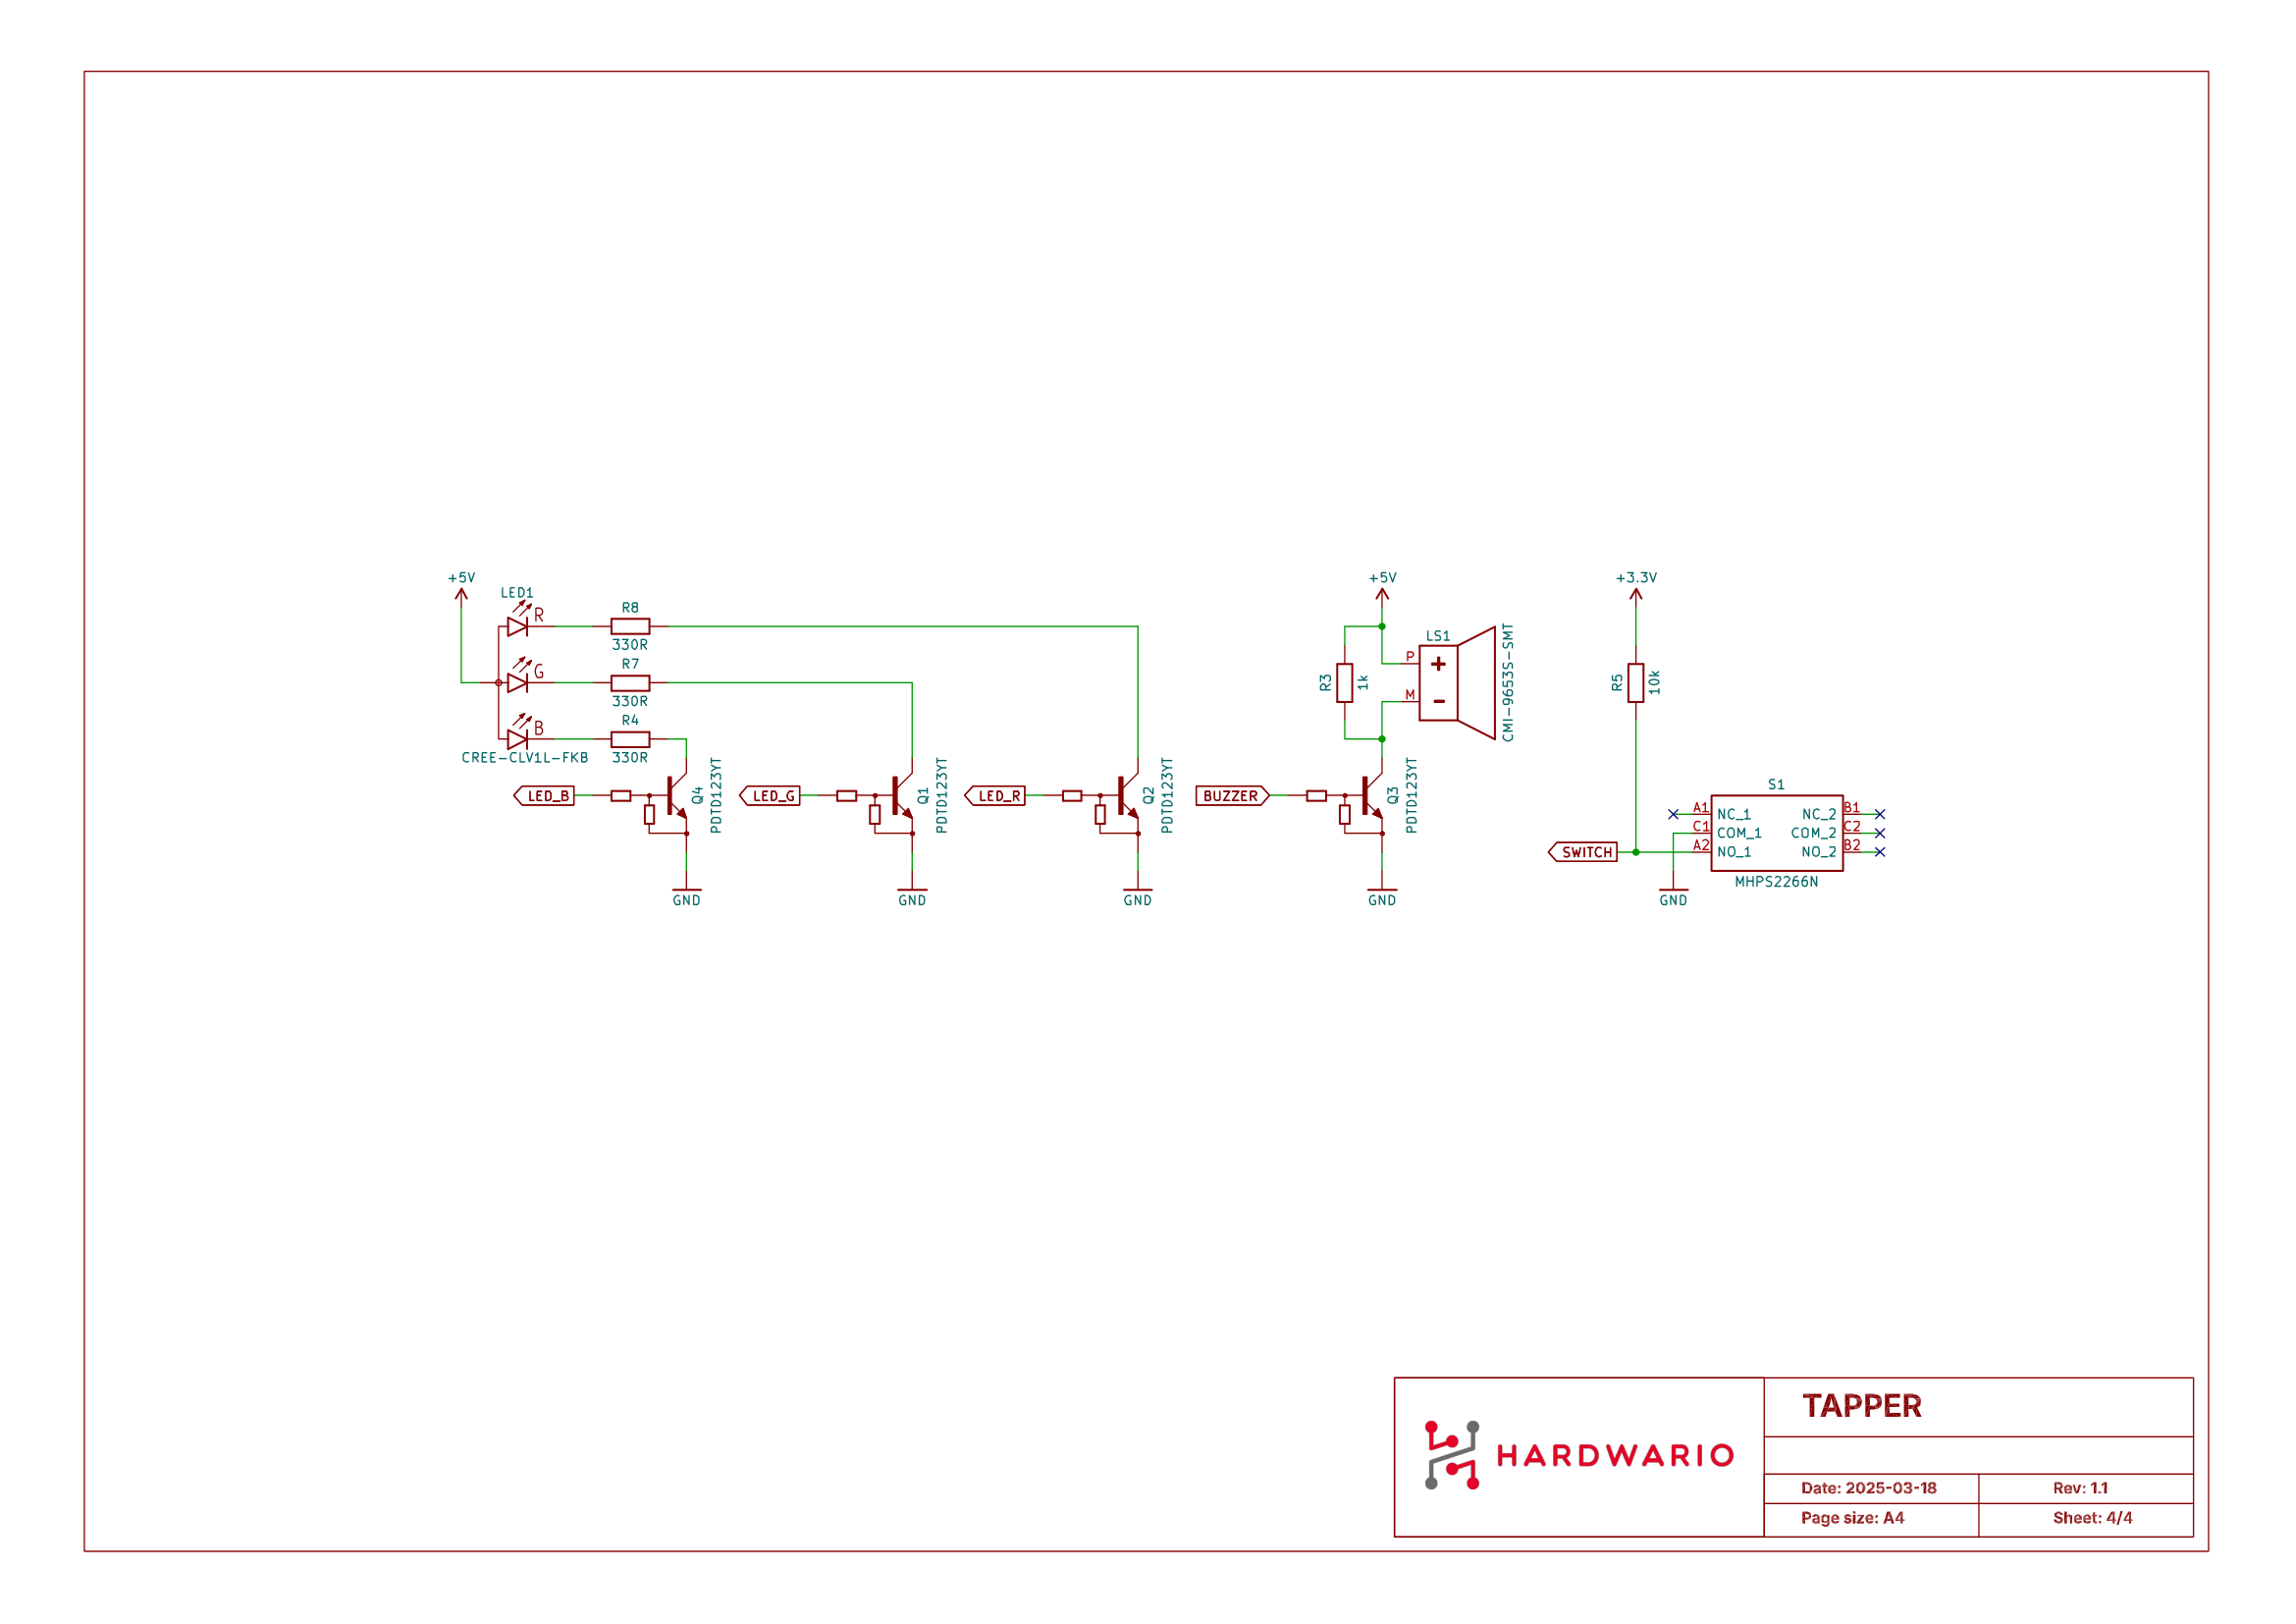 +5V
LED1
R
G
B
CREE-CLV1L-FKB
R8
330R
R7
330R
R4
330R
LED_B
Q4
PDTD123YT
GND
LED_G
Q1
PDTD123YT
GND
LED_R
Q2
PDTD123YT
GND
+5V
R3
1k
LS1
P
+
M
-
CMI-9653S-SMT
BUZZER
Q3
PDTD123YT
GND
+3.3V
R5
10k
SWITCH
GND
S1
A1 NC_1 NC_2 B1
C1 COM_1 COM_2 C2
A2 NO_1 NO_2 B2
MHPS2266N
HARDWARIO
TAPPER
Date: 2025-03-18 Rev: 1.1
Page size: A4 Sheet: 4/4